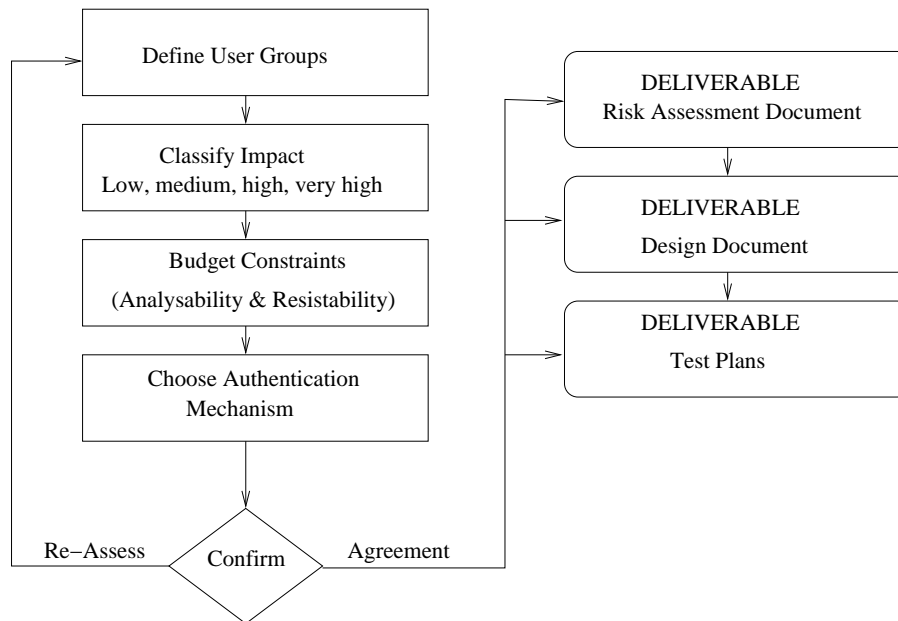 Define User Groups
Classify Impact
Low, medium, high, very high
Budget Constraints
(Analysability & Resistability)
Choose Authentication
Mechanism
Re−Assess
Confirm
Agreement
DELIVERABLE
Risk Assessment Document
DELIVERABLE
Design Document
DELIVERABLE
Test Plans